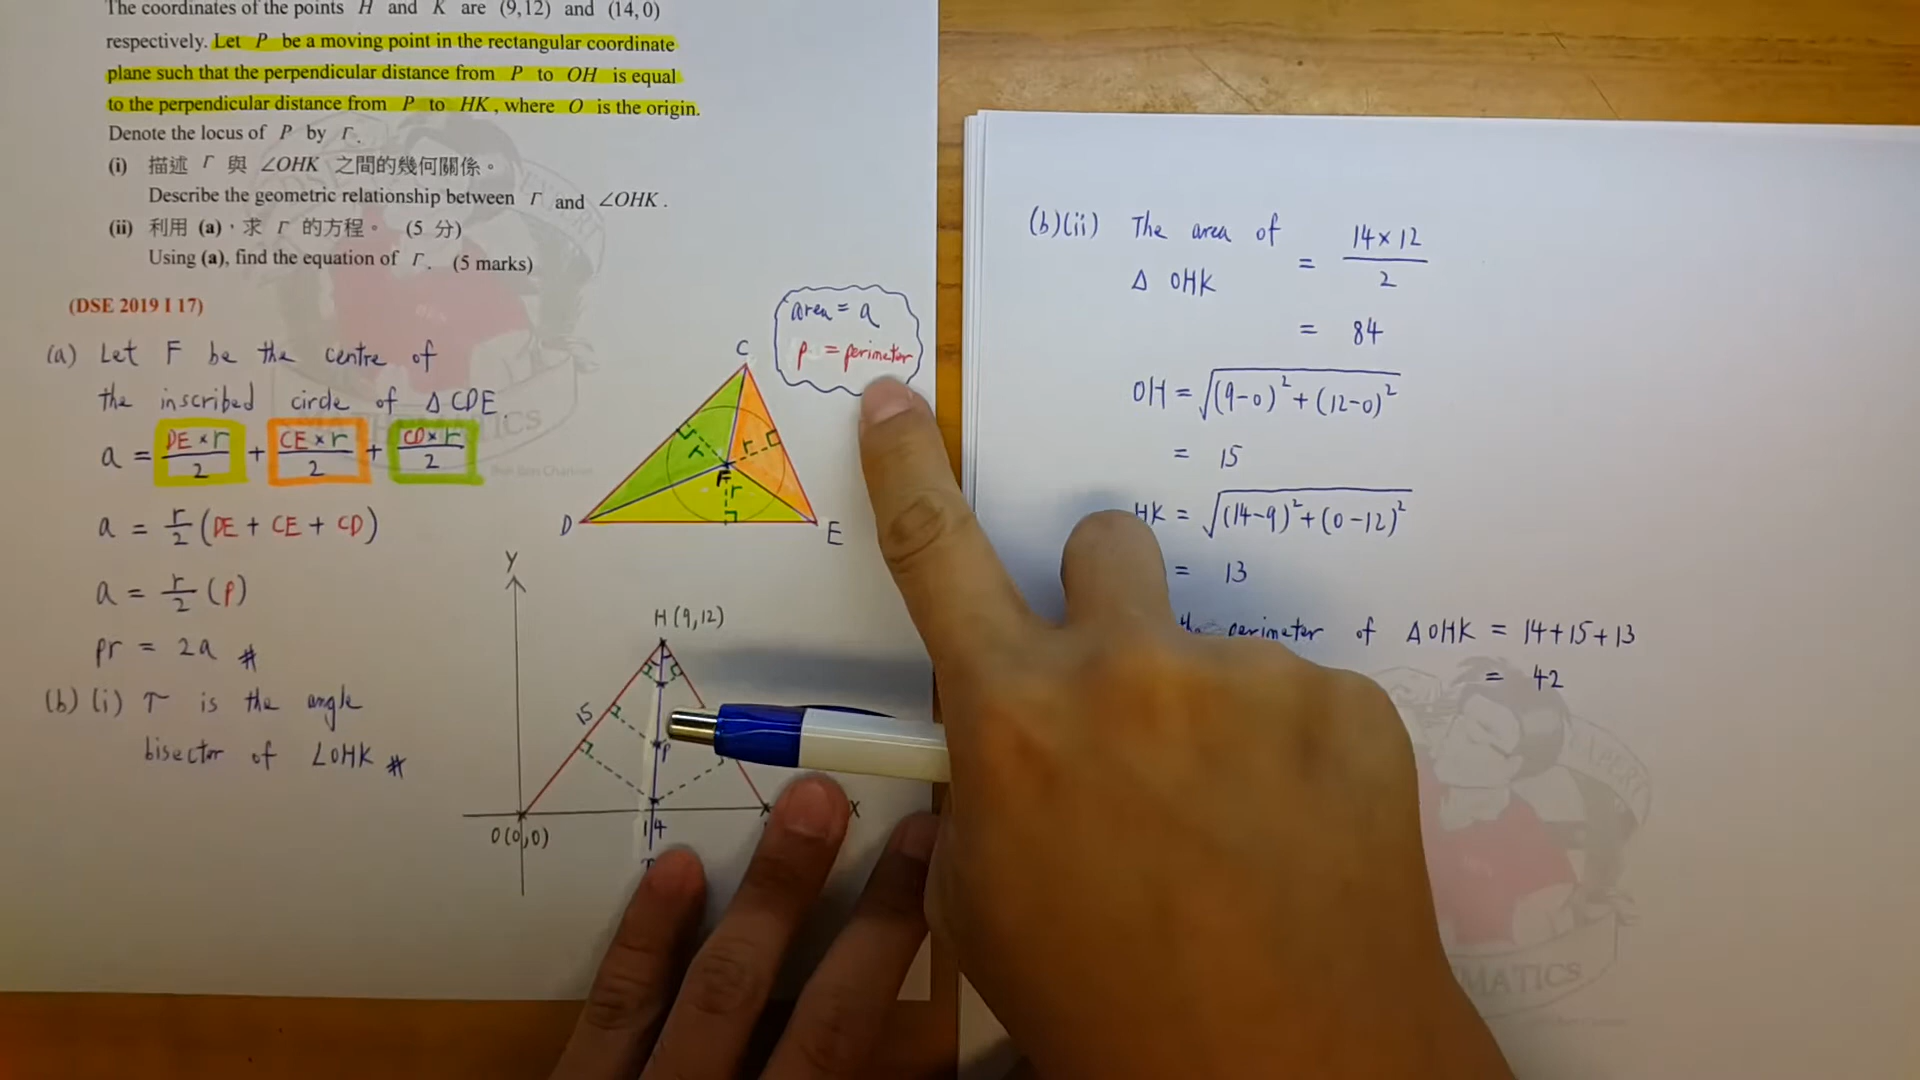 The coordinates of the points H and K are (9,12) and (14,0)
respectively. Let P be a moving point in the rectangular coordinate
plane such that the perpendicular distance from P to OH is equal
to the perpendicular distance from P to HK, where O is the origin.
Denote the locus of P by Γ.
(i) 描述 Γ 與 ∠OHK 之間的幾何關係。
Describe the geometric relationship between Γ and ∠OHK.
(ii) 利用 (a),求 Γ 的方程。 (5 分)
Using (a), find the equation of Γ. (5 marks)
(DSE 2019 I 17)
(a) Let F be the centre of
the inscribed circle of Δ CDE.
a = DE × r / 2 + CE × r / 2 + CD × r / 2
a = r/2 (DE + CE + CD)
a = r/2 (P)
pr = 2a #
(b) (i) Γ is the angle
bisector of ∠OHK #
area = a
p = perimeter
C
D
E
F
r
r
r
y
H (9,12)
15
P
O(0,0)
14
x
(b)(ii) The area of Δ OHK = 14 × 12 / 2
= 84
OH = √(9-0)² + (12-0)²
= 15
HK = √(14-9)² + (0-12)²
= 13
the perimeter of Δ OHK = 14 + 15 + 13
= 42
MATICS